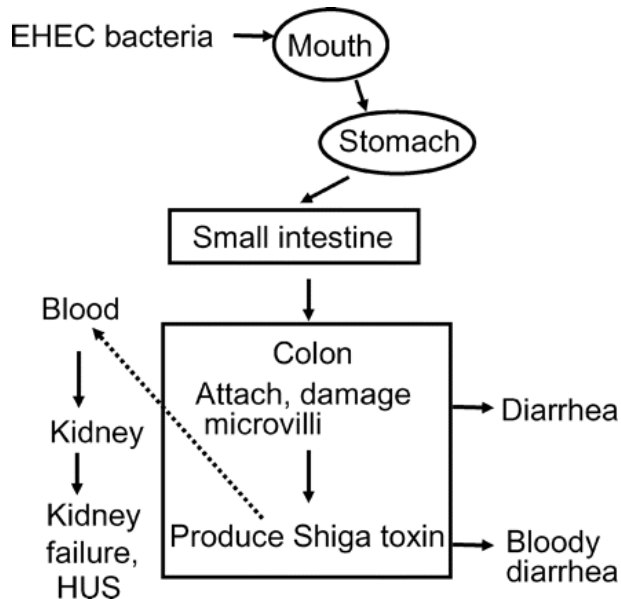 EHEC bacteria
Mouth
Stomach
Small intestine
Blood
Kidney
Kidney
failure,
HUS
Colon
Attach, damage
microvilli
Produce Shiga toxin
Diarrhea
Bloody
diarrhea